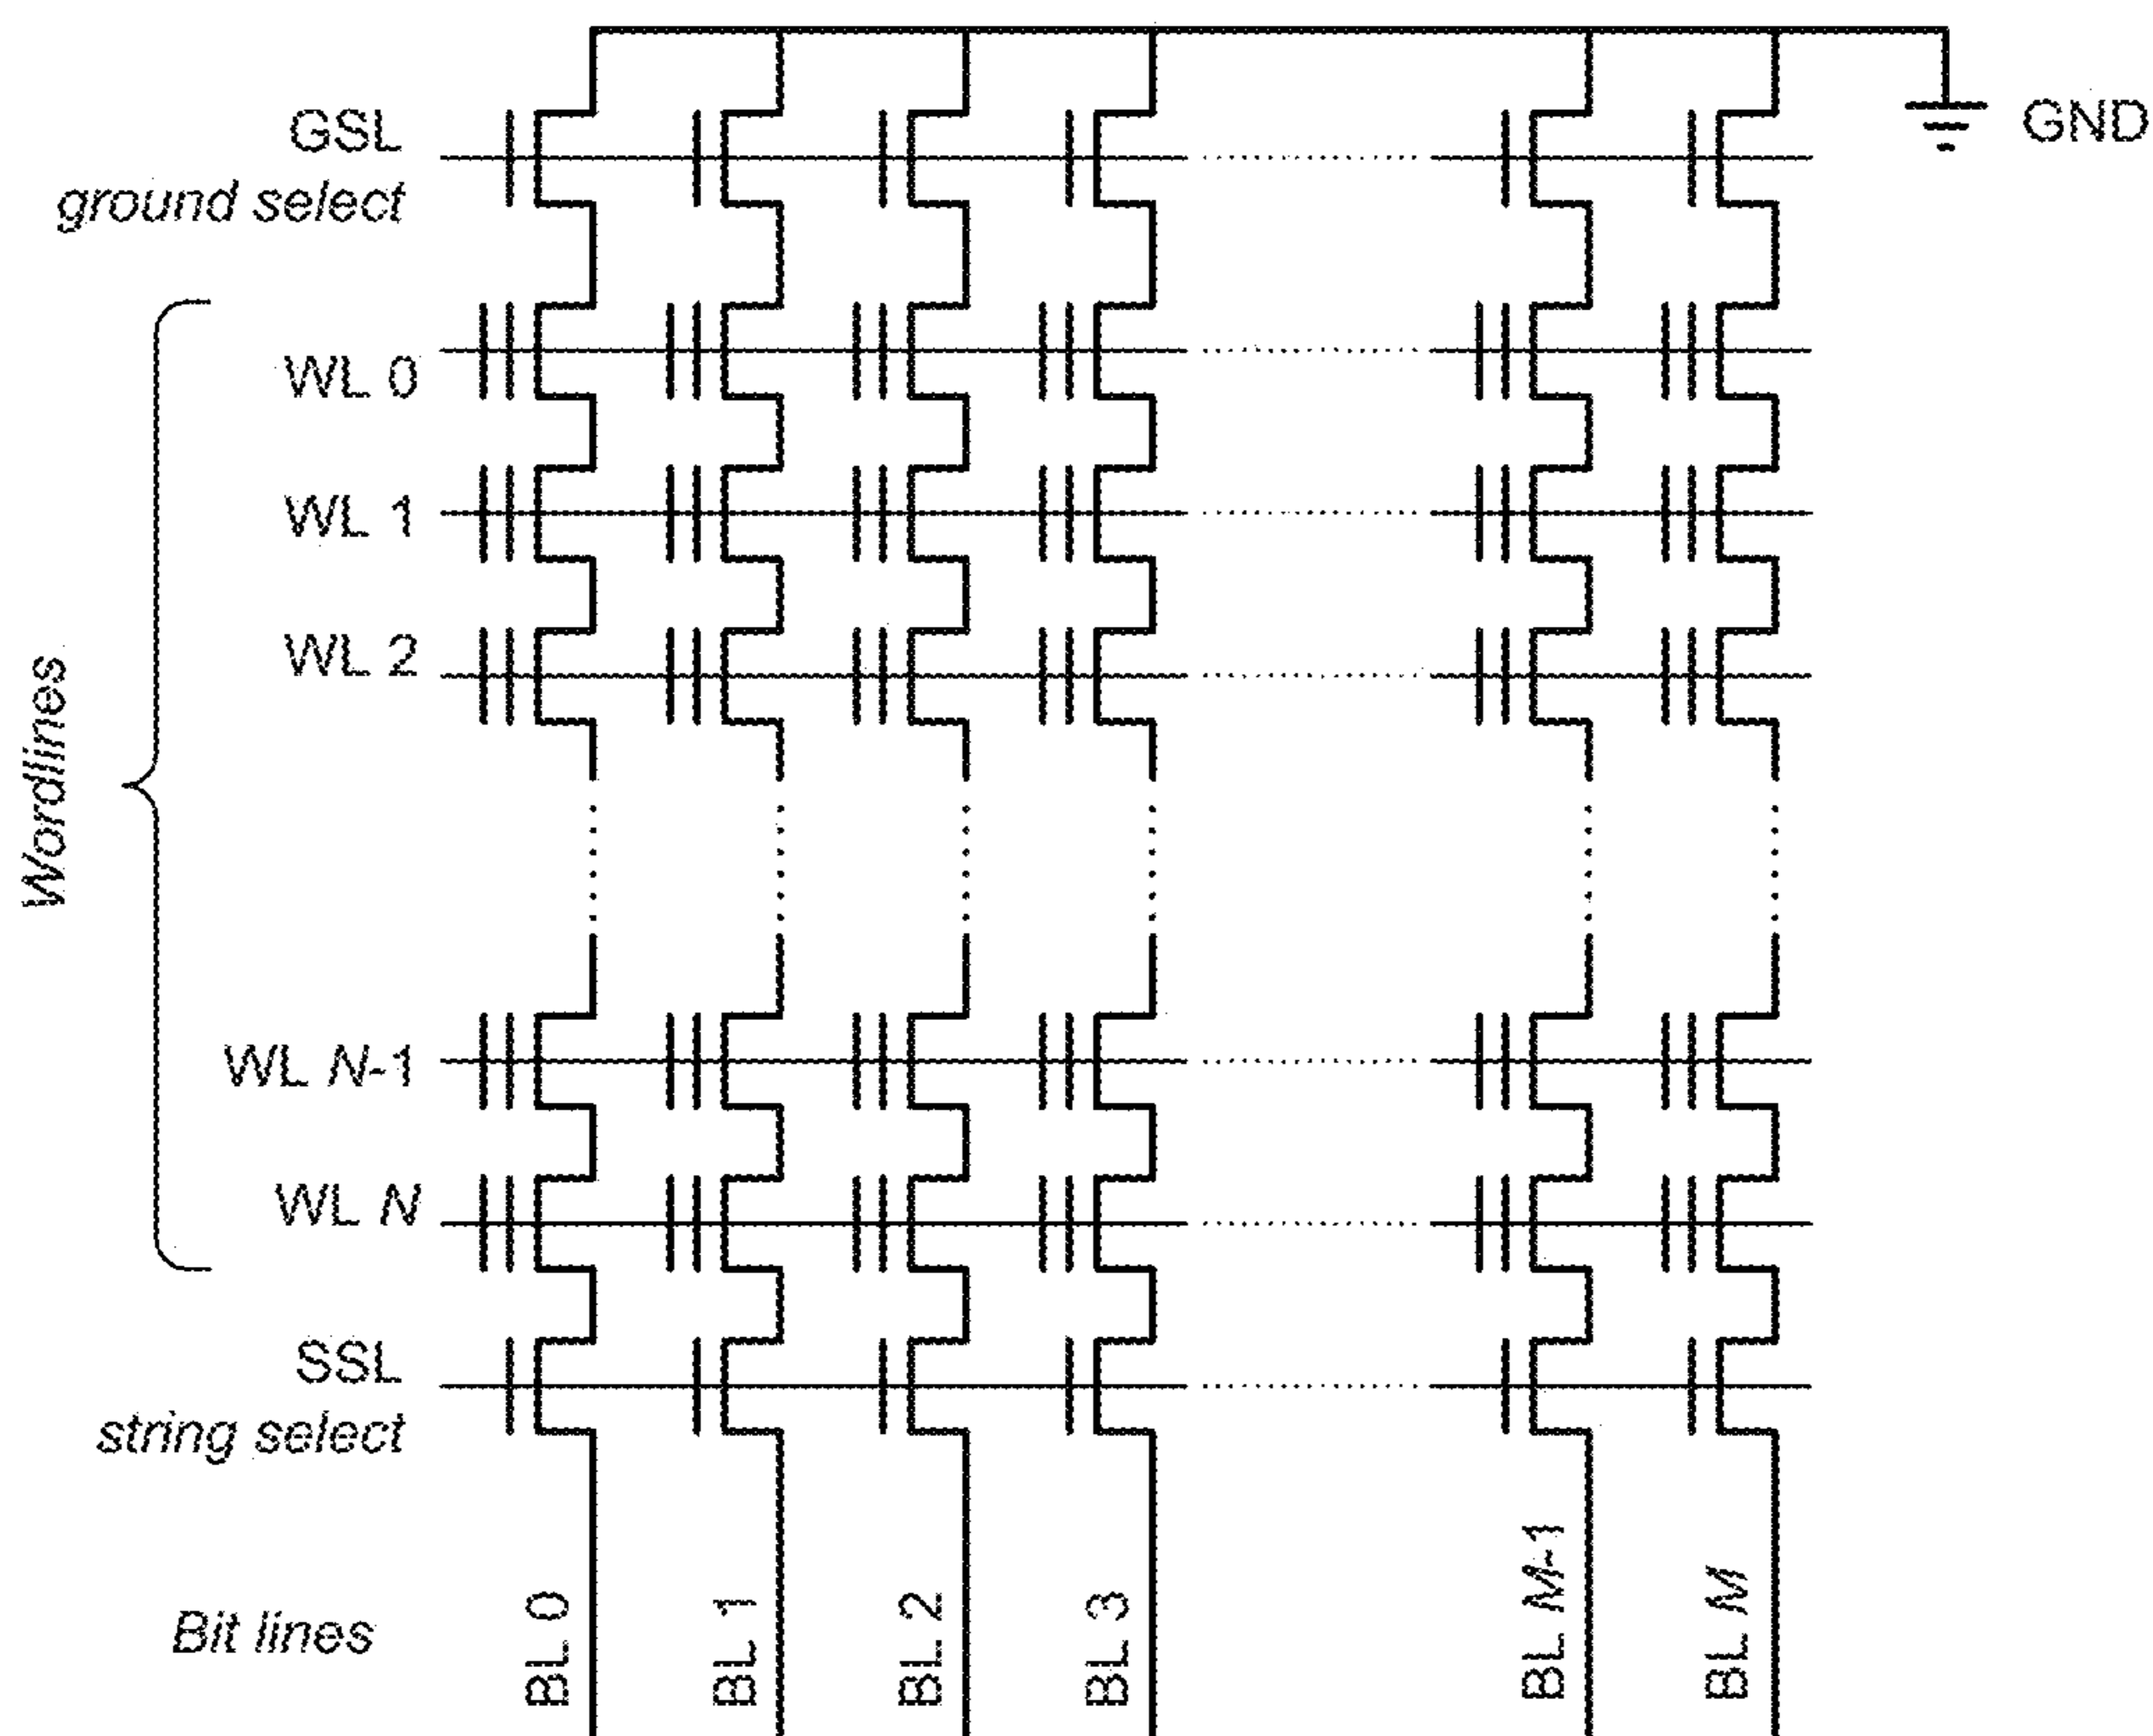 GND
GSL
ground select
Wordlines
WL 0
WL 1
WL 2
WL N-1
WL N
SSL
string select
Bit lines
BL 0
BL 1
BL 2
BL 3
BL M-1
BL M